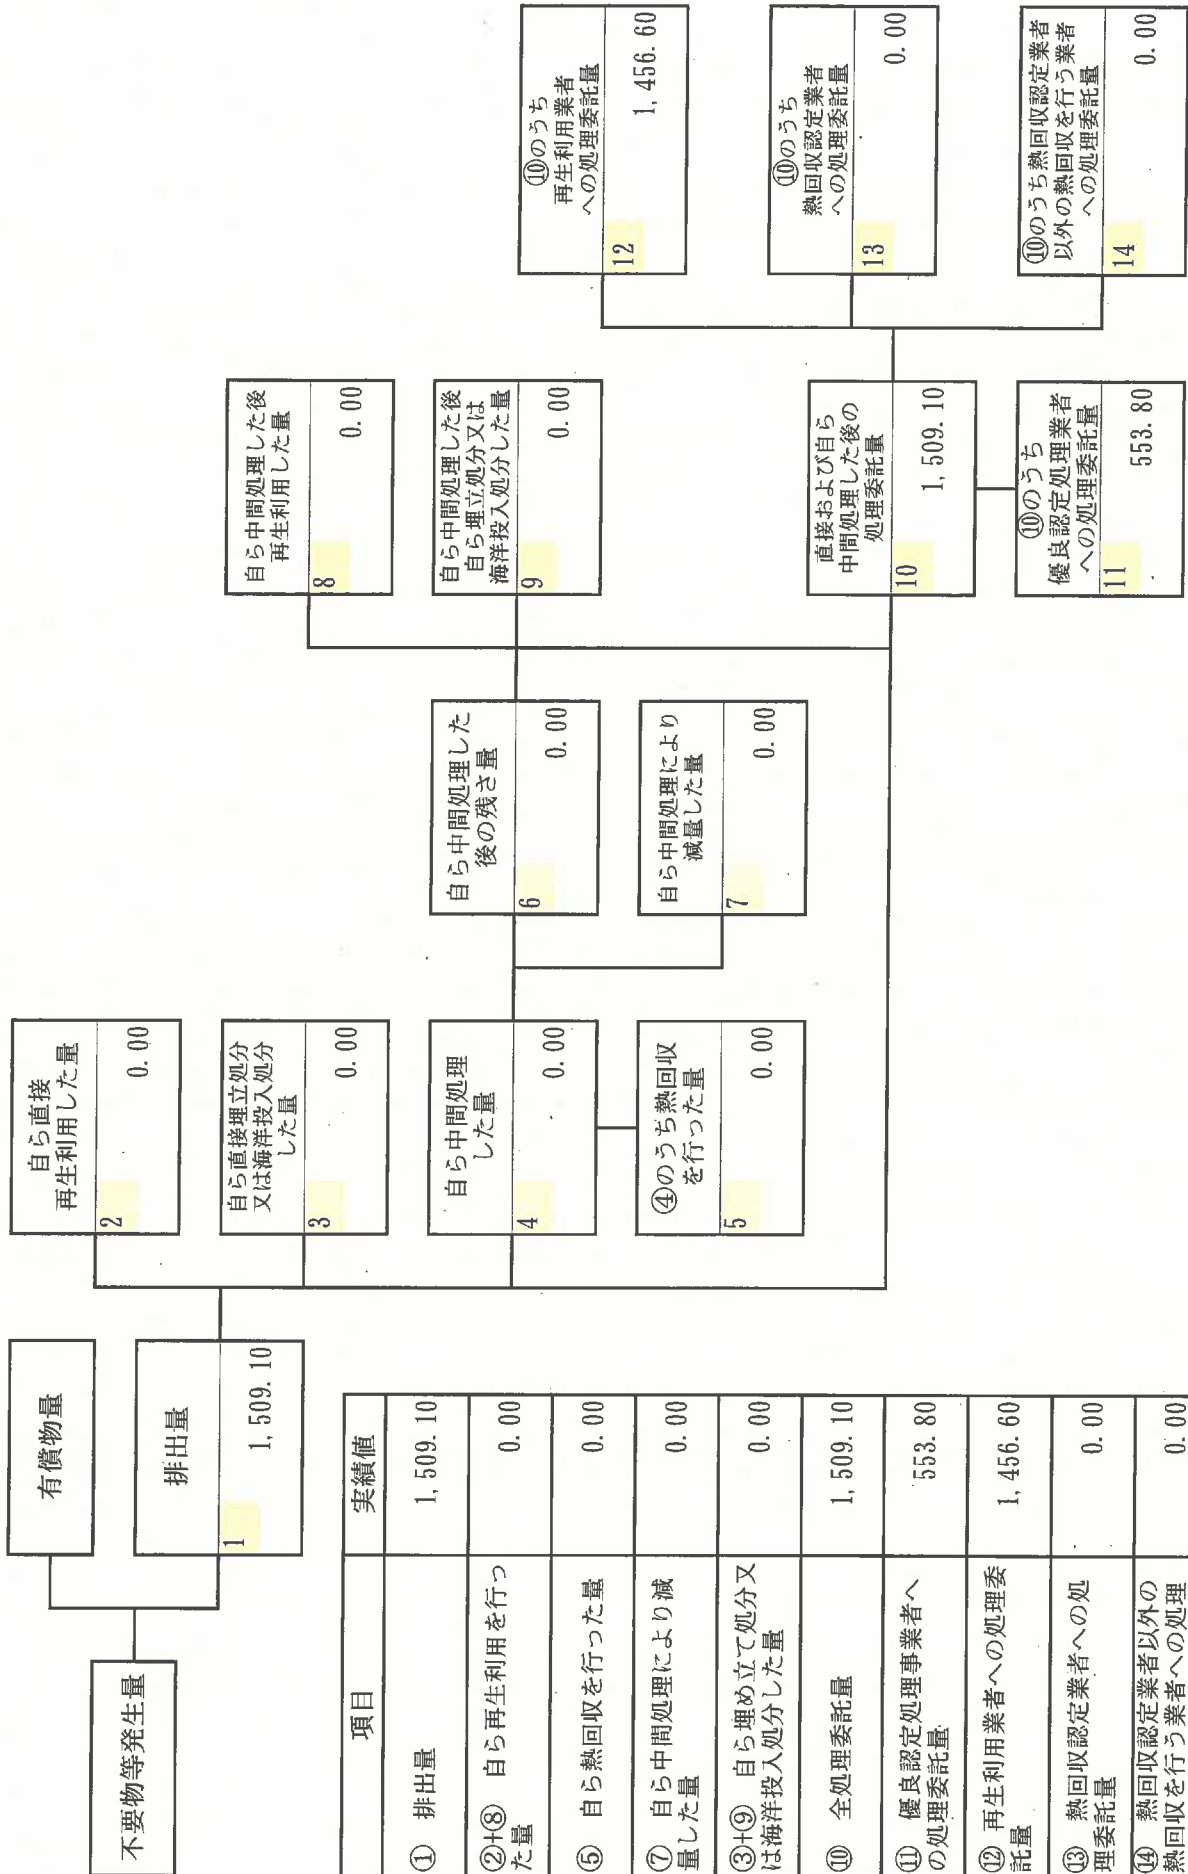 不要物等発生量
有償物量
排出量
1
1,509.10
自ら直接
再生利用した量
2
0.00
自ら直接埋立処分
又は海洋投入処分
した量
3
0.00
自ら中間処理
した量
4
0.00
④のうち熱回収
を行った量
5
0.00
自ら中間処理した
後の残さ量
6
0.00
自ら中間処理により
減量した量
7
0.00
自ら中間処理した後
再生利用した量
8
0.00
自ら中間処理した後
自ら埋立処分又は
海洋投入処分した量
9
0.00
直接および自ら
中間処理した後の
処理委託量
10
1,509.10
⑩のうち
優良認定処理業者
への処理委託量
11
553.80
⑩のうち
再生利用業者
への処理委託量
12
1,456.60
⑩のうち
熱回収認定業者
への処理委託量
13
0.00
⑩のうち熱回収認定業者
以外の熱回収を行う業者
への処理委託量
14
0.00
項目 実績値
① 排出量 1,509.10
②+⑧ 自ら再生利用を行っ
た量 0.00
⑤ 自ら熱回収を行った量 0.00
⑦ 自ら中間処理により減
量した量 0.00
③+⑨ 自ら埋め立て処分又
は海洋投入処分した量 0.00
⑩ 全処理委託量 1,509.10
⑪ 優良認定処理事業者へ
の処理委託量 553.80
⑫ 再生利用業者への処理委
託量 1,456.60
⑬ 熱回収認定業者への処
理委託量 0.00
⑭ 熱回収認定業者以外の
熱回収を行う業者への処理 0.00